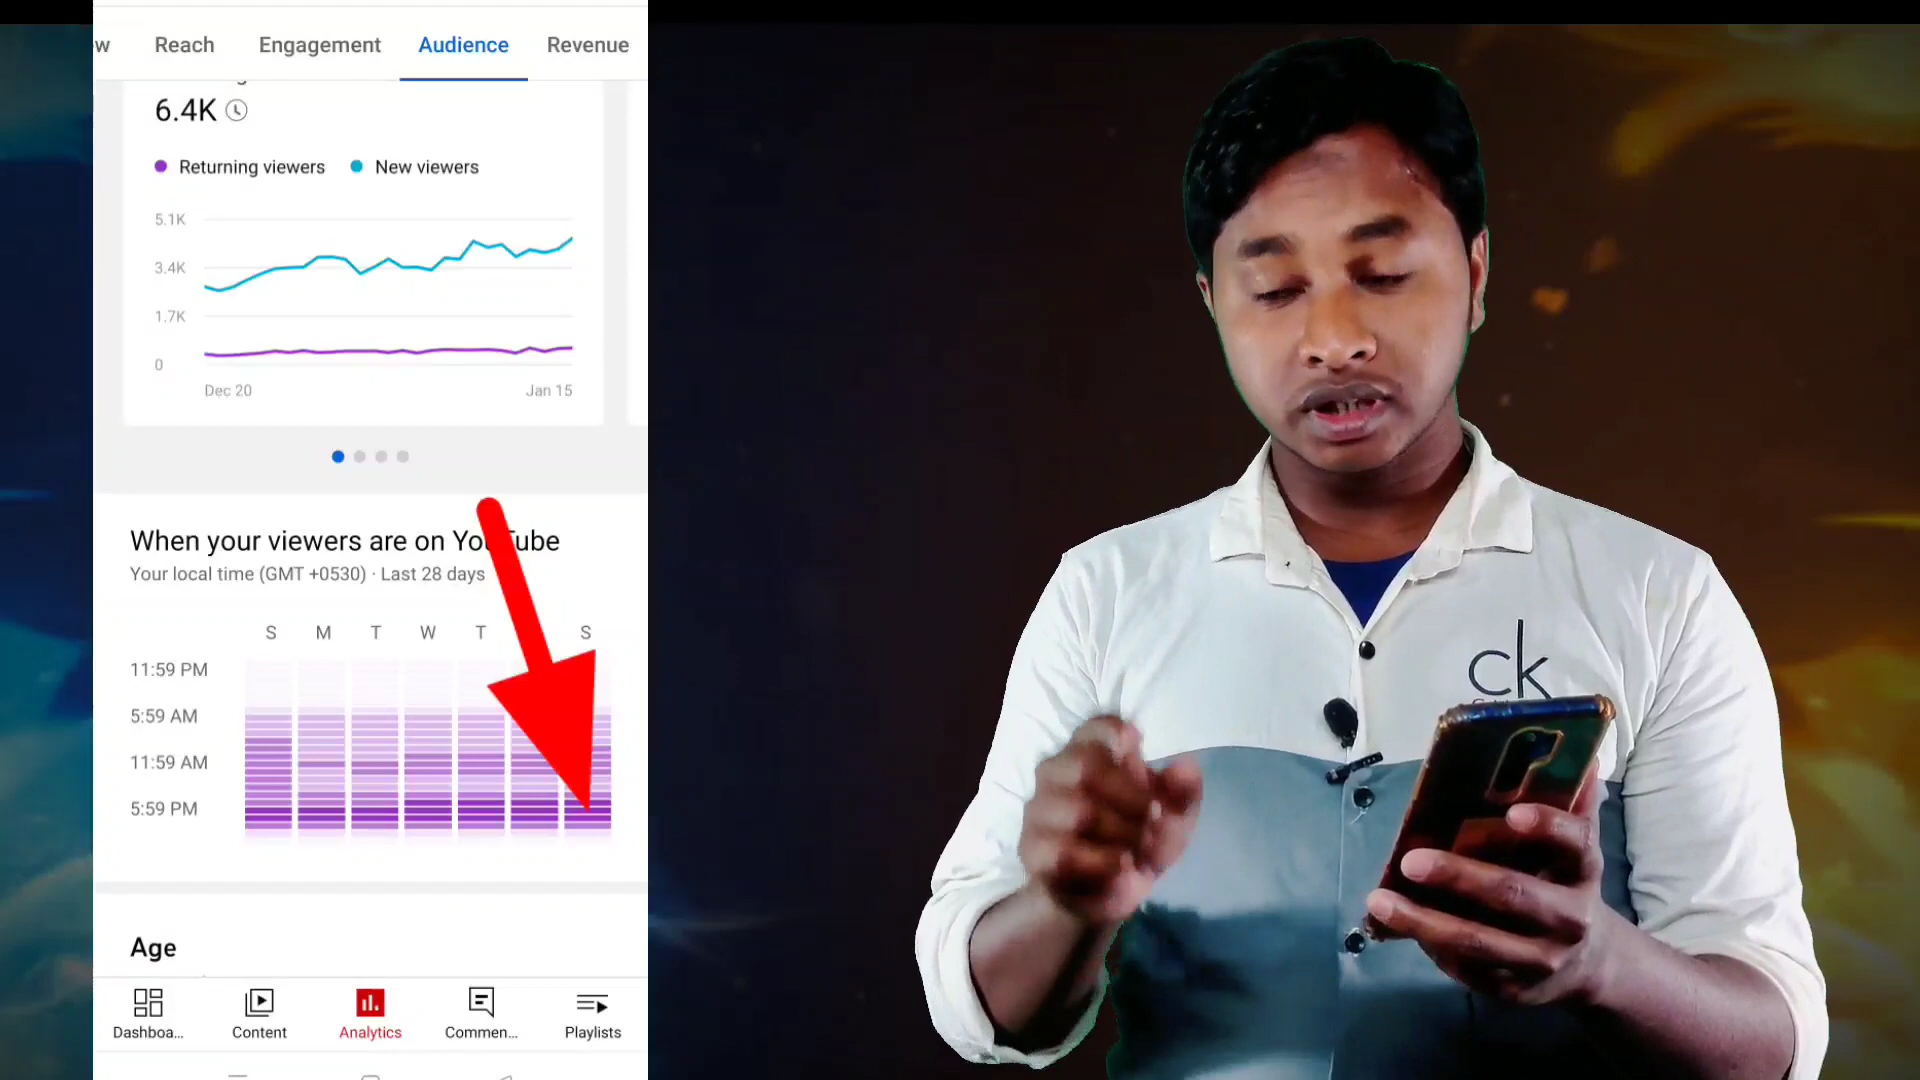 ew Reach Engagement Audience Revenue
6.4K
Returning viewers New viewers
5.1K
3.4K
1.7K
0
Dec 20 Jan 15
When your viewers are on YouTube
Your local time (GMT +0530) · Last 28 days
S M T W T S
11:59 PM
5:59 AM
11:59 AM
5:59 PM
Age
Dashboa... Content Analytics Commen... Playlists
ck